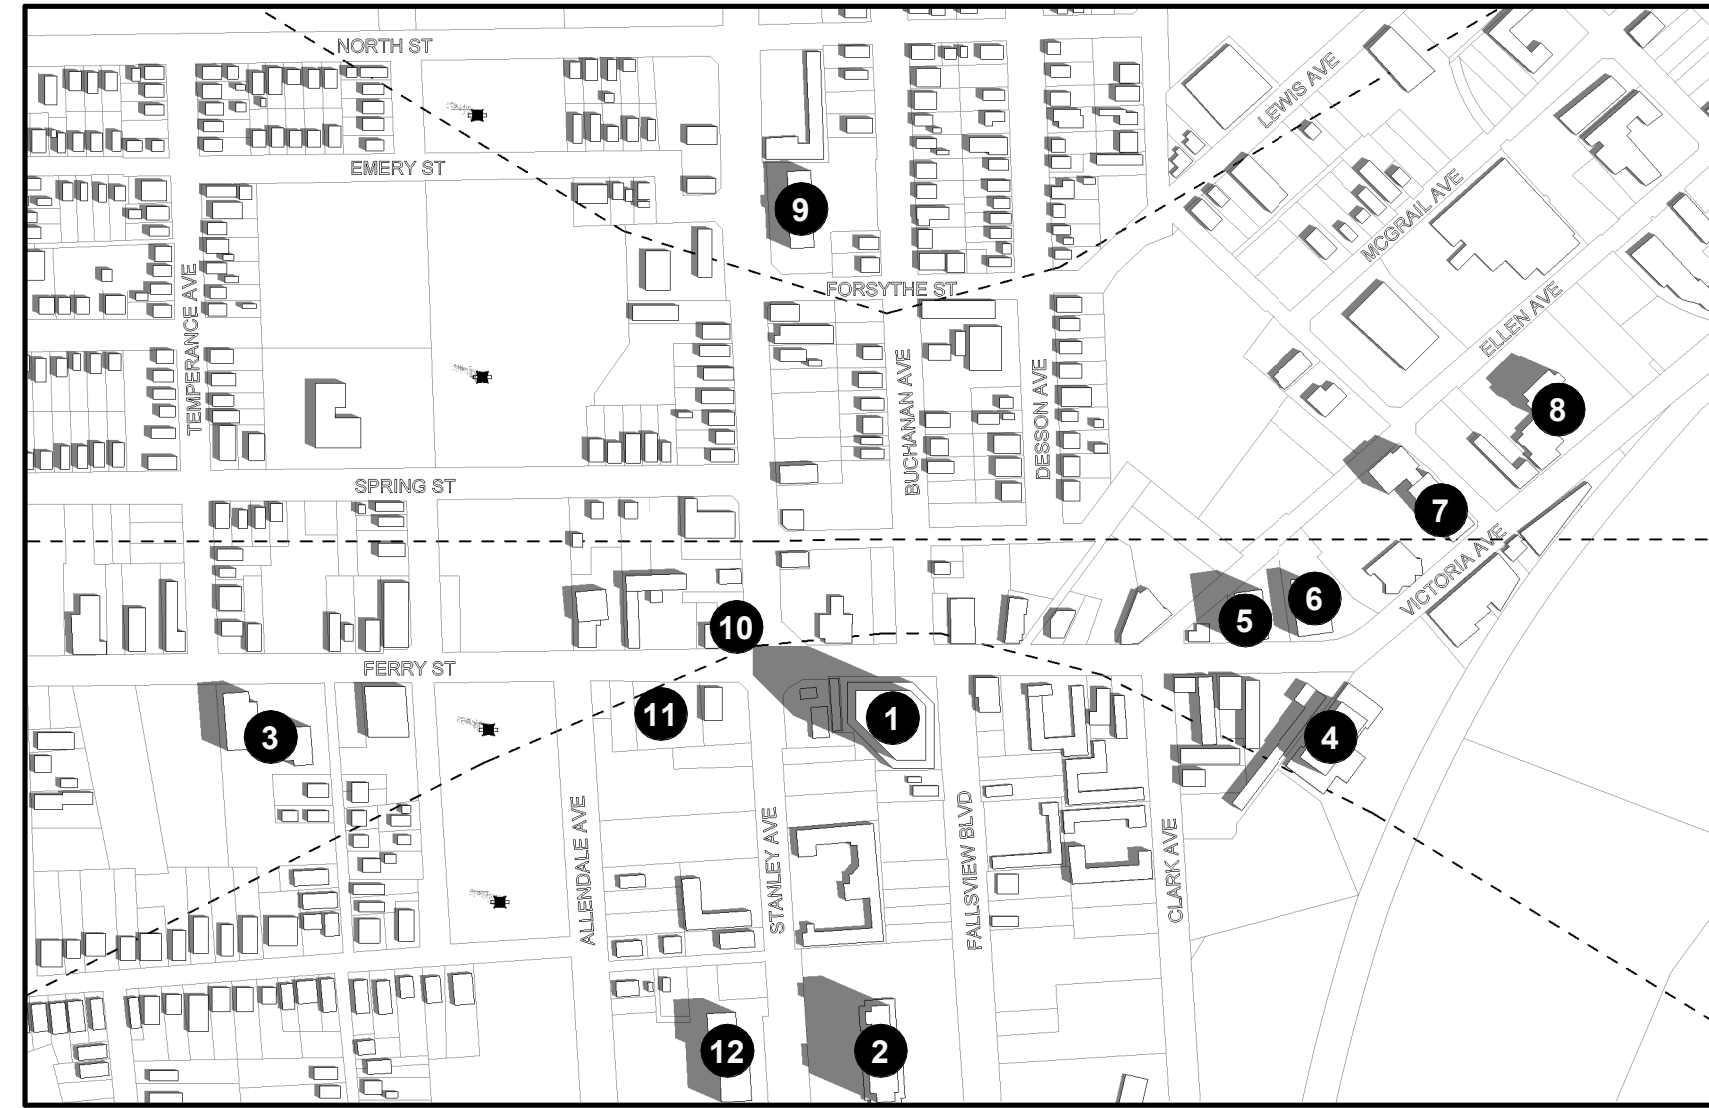 NORTH ST
LEWIS AVE
EMERY ST
MCGRAIL AVE
9
FORSYTHE ST
TEMPERANCE AVE
ELLEN AVE
BUCHANAN AVE
DESSON AVE
8
SPRING ST
7
VICTORIA AVE
6
5
10
FERRY ST
11
1
3
4
ALLENDALE AVE
STANLEY AVE
FALLSVIEW BLVD
CLARK AVE
12
2